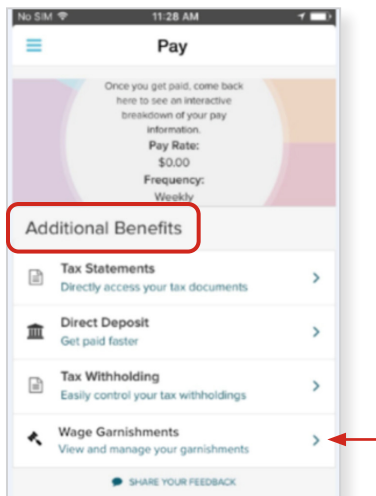 No SIM 11:28 AM
Pay
Once you get paid, come back
here to see an interactive
breakdown of your pay
information.
Pay Rate:
$0.00
Frequency:
Weekly
Additional Benefits
Tax Statements
Directly access your tax documents
Direct Deposit
Get paid faster
Tax Withholding
Easily control your tax withholdings
Wage Garnishments
View and manage your garnishments
SHARE YOUR FEEDBACK